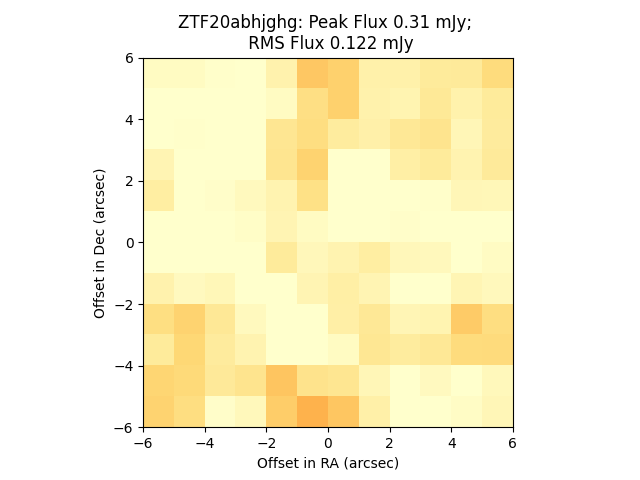 ZTF20abhjghg: Peak Flux 0.31 mJy;
RMS Flux 0.122 mJy
6
4
2
0
−2
−4
−6
Offset in Dec (arcsec)
−6 −4 −2 0 2 4 6
Offset in RA (arcsec)